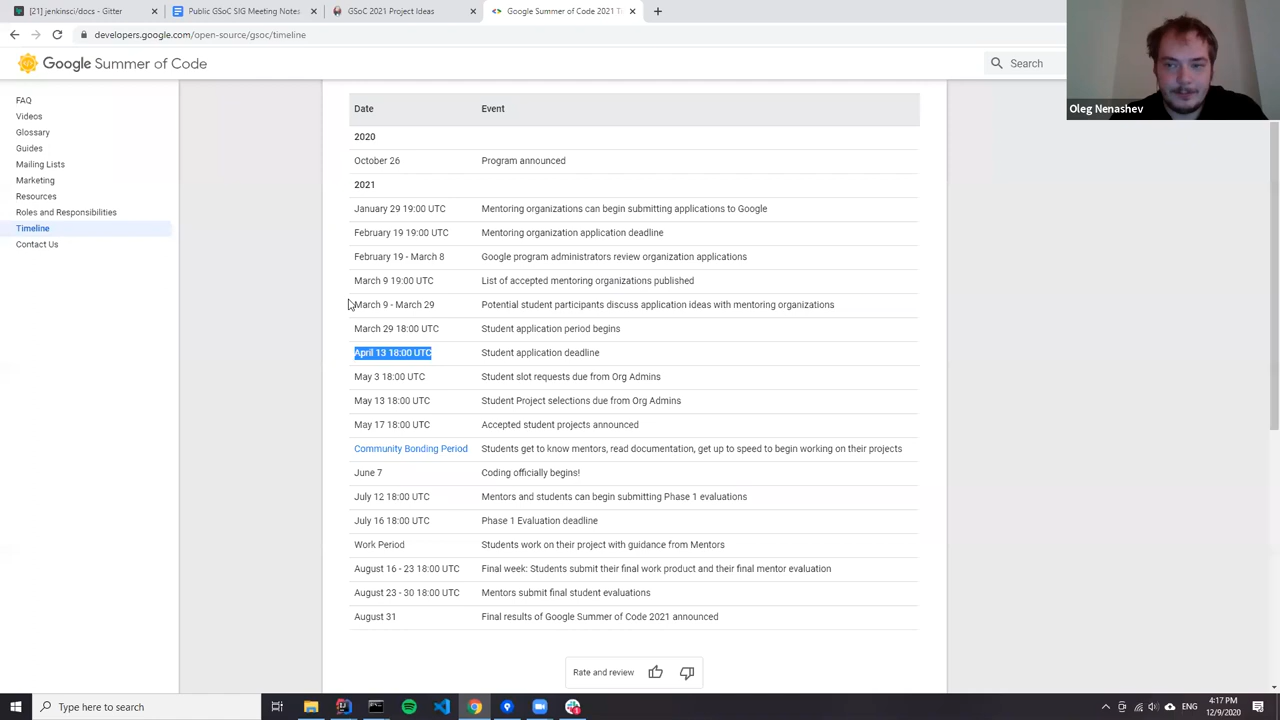 [21] jenkinsci/docs - Gitter
Public GSoC SIG Meeting Notes
GSoC 2021 Project Ideas
Google Summer of Code 2021 T
developers.google.com/open-source/gsoc/timeline
Google Summer of Code
Search
Oleg Nenashev
FAQ
Videos
Glossary
Guides
Mailing Lists
Marketing
Resources
Roles and Responsibilities
Timeline
Contact Us
Date Event
2020
October 26 Program announced
2021
January 29 19:00 UTC Mentoring organizations can begin submitting applications to Google
February 19 19:00 UTC Mentoring organization application deadline
February 19 - March 8 Google program administrators review organization applications
March 9 19:00 UTC List of accepted mentoring organizations published
March 9 - March 29 Potential student participants discuss application ideas with mentoring organizations
March 29 18:00 UTC Student application period begins
April 13 18:00 UTC Student application deadline
May 3 18:00 UTC Student slot requests due from Org Admins
May 13 18:00 UTC Student Project selections due from Org Admins
May 17 18:00 UTC Accepted student projects announced
Community Bonding Period Students get to know mentors, read documentation, get up to speed to begin working on their projects
June 7 Coding officially begins!
July 12 18:00 UTC Mentors and students can begin submitting Phase 1 evaluations
July 16 18:00 UTC Phase 1 Evaluation deadline
Work Period Students work on their project with guidance from Mentors
August 16 - 23 18:00 UTC Final week: Students submit their final work product and their final mentor evaluation
August 23 - 30 18:00 UTC Mentors submit final student evaluations
August 31 Final results of Google Summer of Code 2021 announced
Rate and review
Type here to search
ENG
4:17 PM
12/9/2020